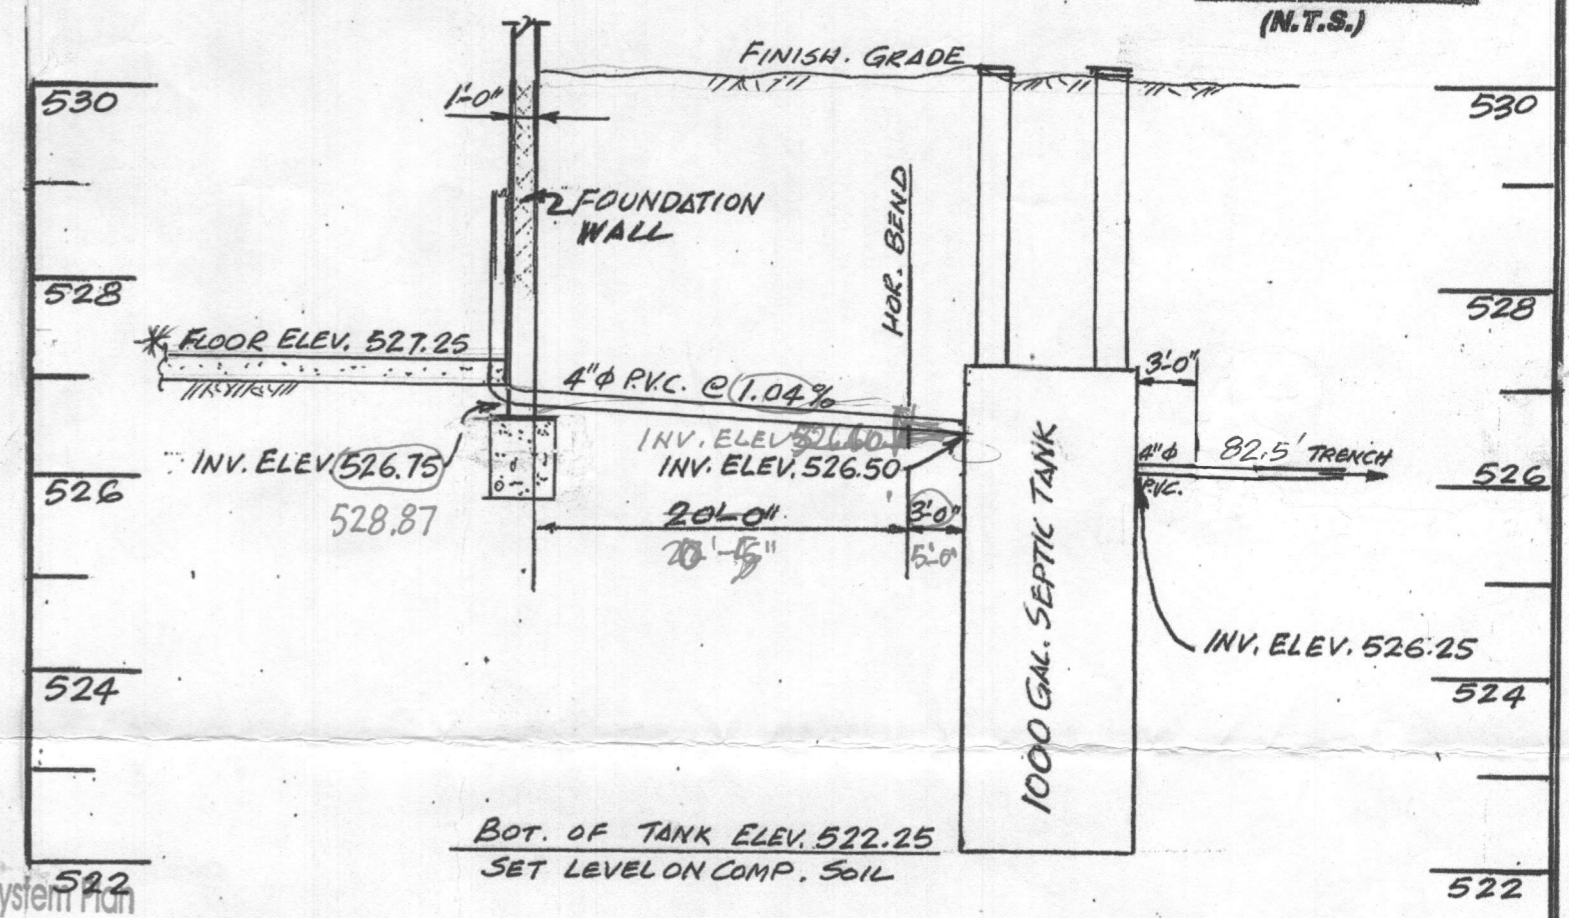 (N.T.S.)
FINISH. GRADE
530
1'-0"
530
FOUNDATION
WALL
HOR. BEND
528
528
* FLOOR ELEV. 527.25
3'-0"
4"φ P.V.C. @ 1.04%
INV. ELEV
INV. ELEV. 526.75
INV. ELEV. 526.50
1000 GAL. SEPTIC TANK
4"φ
P.V.C.
82.5' TRENCH
526
526
528.87
20'-0"
3'-0"
5'-0"
INV. ELEV. 526.25
524
524
BOT. OF TANK ELEV. 522.25
SET LEVEL ON COMP. SOIL
522
ystem Plan
522